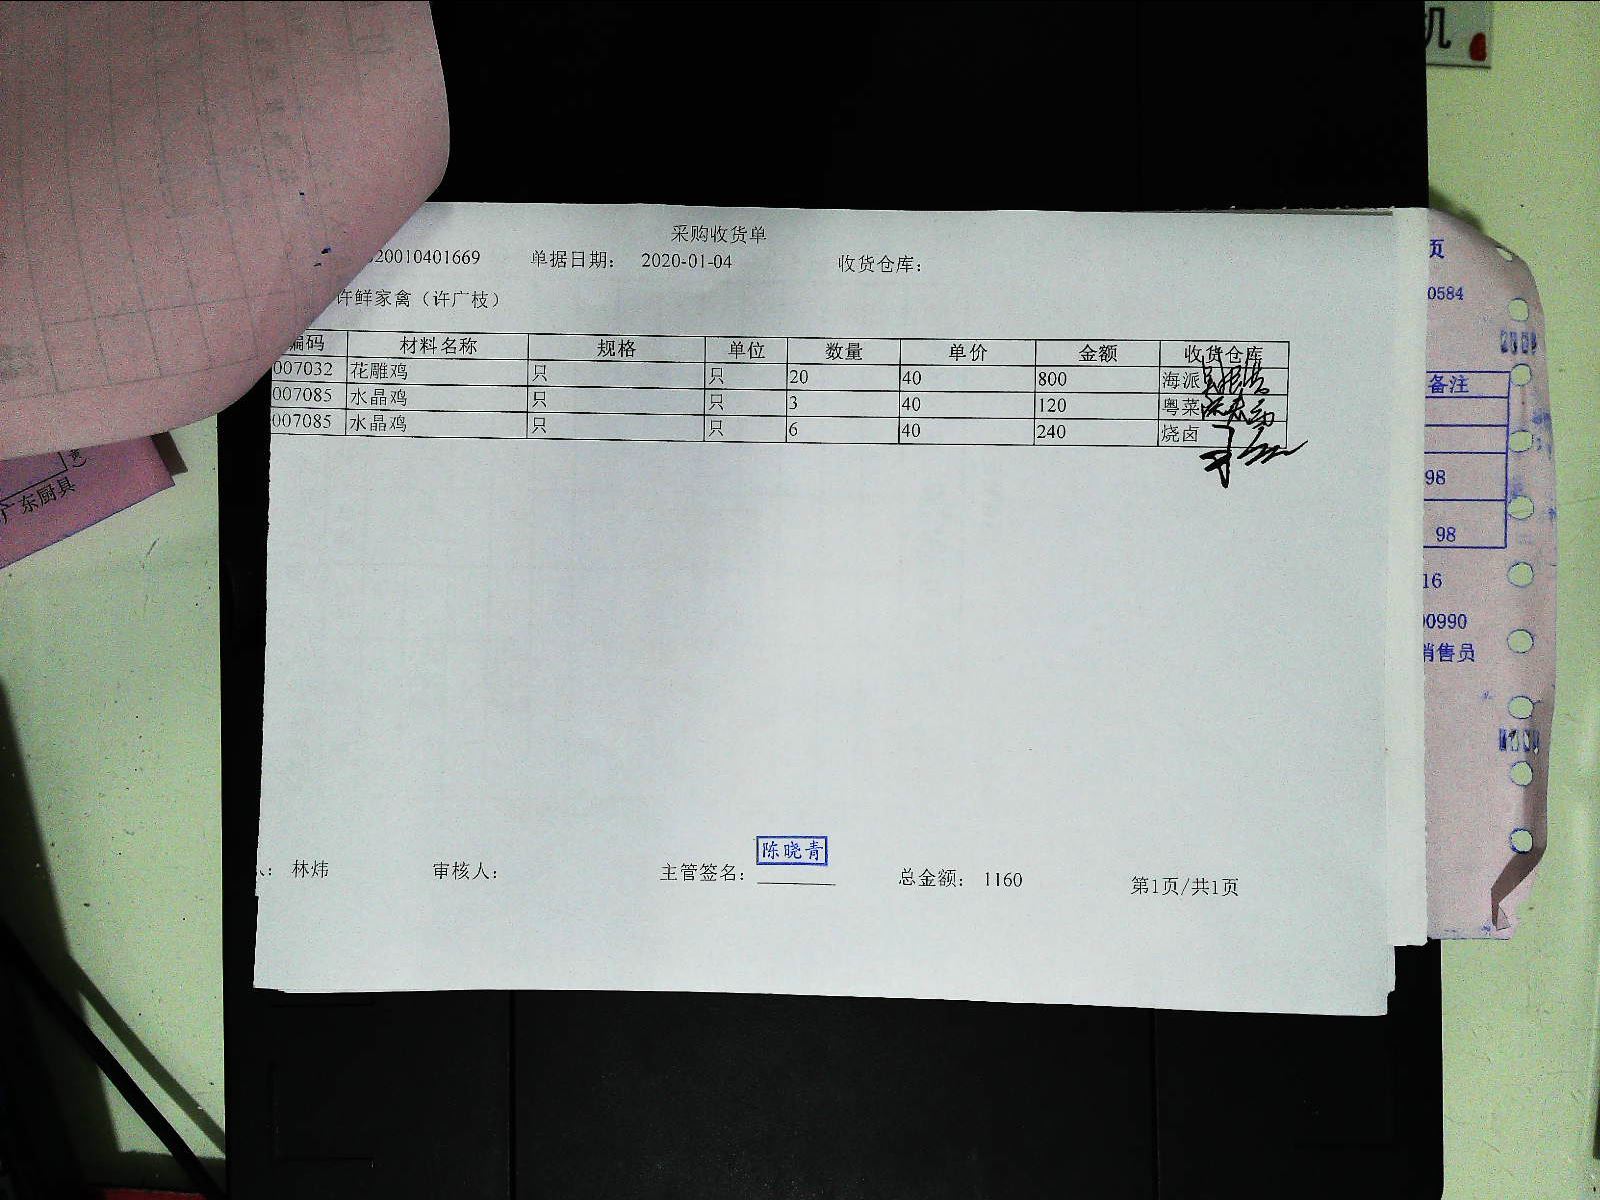 机
采购收货单
20010401669 单据日期: 2020-01-04 收货仓库:
许鲜家禽（许广枝）
编码 材料名称 规格 单位 数量 单价 金额 收货仓库
007032 花雕鸡 只 只 20 40 800 海派
007085 水晶鸡 只 只 3 40 120 粤菜
007085 水晶鸡 只 只 6 40 240 烧卤
陈晓青
林炜 审核人: 主管签名: 总金额: 1160 第1页/共1页
页
0584
备注
98
98
16
00990
销售员
广东厨具